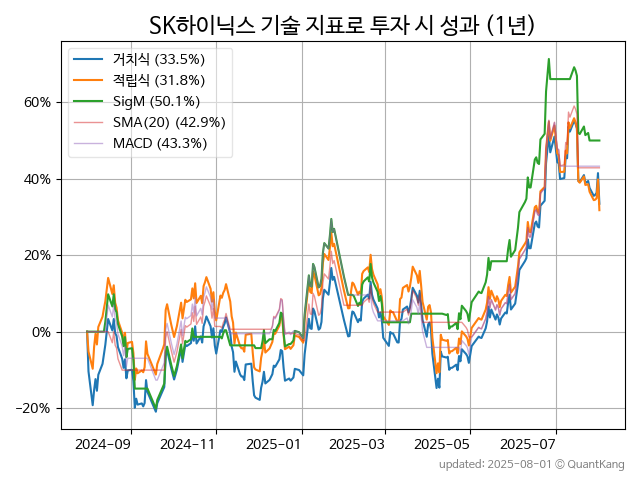 SK하이닉스 기술 지표로 투자 시 성과 (1년)
거치식 (33.5%)
적립식 (31.8%)
SigM (50.1%)
SMA(20) (42.9%)
MACD (43.3%)
60%
40%
20%
0%
−20%
2024-09
2024-11
2025-01
2025-03
2025-05
2025-07
updated: 2025-08-01 © QuantKang